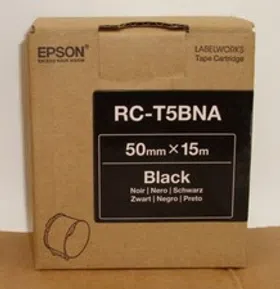 EPSON
EXCEED YOUR VISION
LABELWORKS
Tape Cartridge
RC-T5BNA
50mm×15m
Black
Noir | Nero | Schwarz
Zwart | Negro | Preto